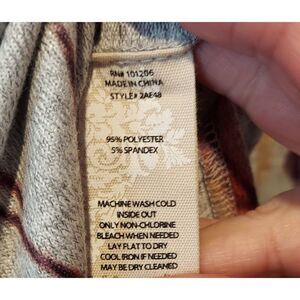 RN# 101206
MADE IN CHINA
STYLE# 2AE48
95% POLYESTER
5% SPANDEX
MACHINE WASH COLD
INSIDE OUT
ONLY NON-CHLORINE
BLEACH WHEN NEEDED
LAY FLAT TO DRY
COOL IRON IF NEEDED
MAY BE DRY CLEANED